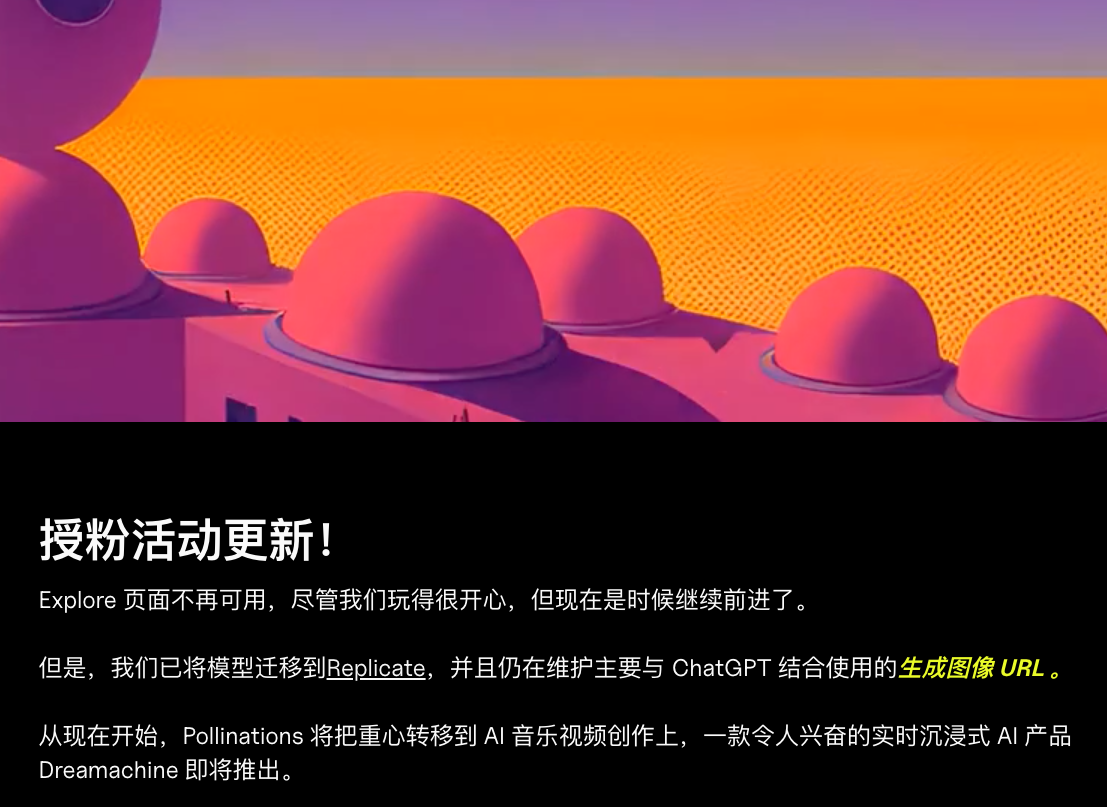 授粉活动更新！
Explore 页面不再可用，尽管我们玩得很开心，但现在是时候继续前进了。
但是，我们已将模型迁移到Replicate，并且仍在维护主要与 ChatGPT 结合使用的生成图像 URL 。
从现在开始，Pollinations 将把重心转移到 AI 音乐视频创作上，一款令人兴奋的实时沉浸式 AI 产品
Dreamachine 即将推出。